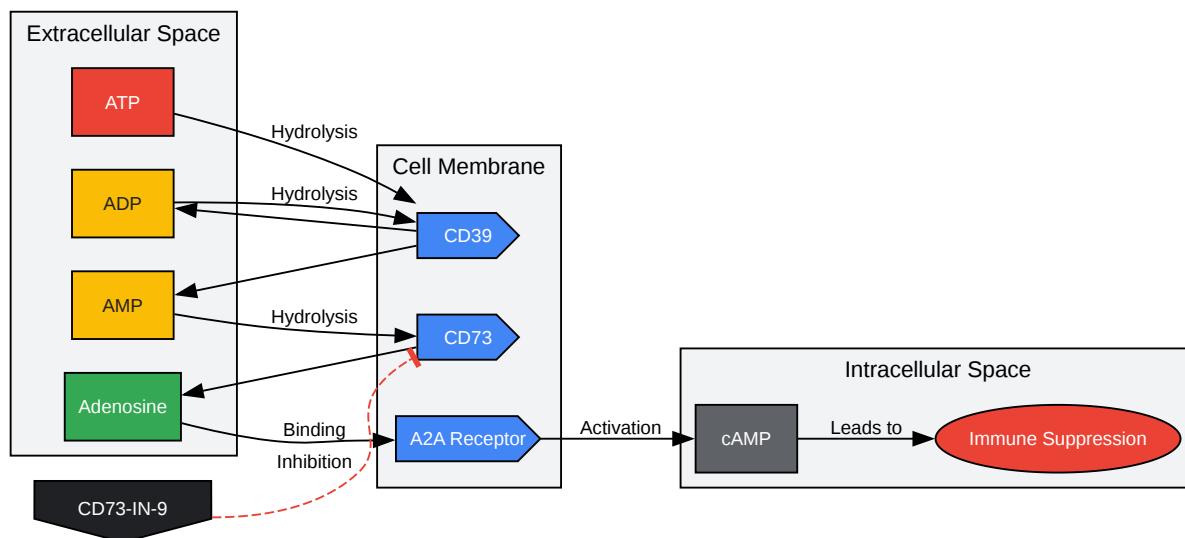 Extracellular Space
ATP
Hydrolysis
Cell Membrane
ADP
Hydrolysis
CD39
AMP
Hydrolysis
CD73
Intracellular Space
Adenosine
Binding
A2A Receptor
Activation
cAMP
Leads to
Immune Suppression
Inhibition
CD73-IN-9